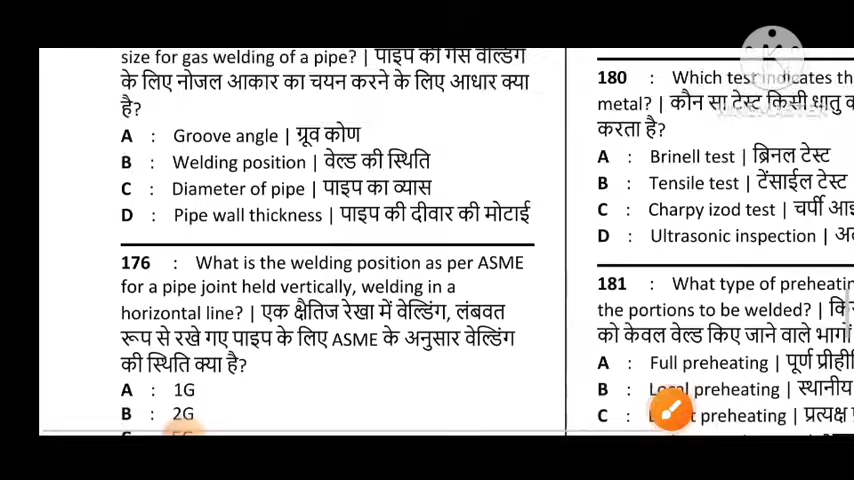 size for gas welding of a pipe? | पाइप की गैस वेल्डिंग
के लिए नोजल आकार का चयन करने के लिए आधार क्या
है?
A : Groove angle | ग्रूव कोण
B : Welding position | वेल्ड की स्थिति
C : Diameter of pipe | पाइप का व्यास
D : Pipe wall thickness | पाइप की दीवार की मोटाई
176 : What is the welding position as per ASME
for a pipe joint held vertically, welding in a
horizontal line? | एक क्षैतिज रेखा में वेल्डिंग, लंबवत
रूप से रखे गए पाइप के लिए ASME के अनुसार वेल्डिंग
की स्थिति क्या है?
A : 1G
B : 2G
180 : Which test indicates th
metal? | कौन सा टेस्ट किसी धातु
करता है?
A : Brinell test | ब्रिनल टेस्ट
B : Tensile test | टेंसाईल टेस्ट
C : Charpy izod test | चर्पी
D : Ultrasonic inspection |
181 : What type of preheatin
the portions to be welded? |
को केवल वेल्ड किए जाने वाले भागों
A : Full preheating | पूर्ण
B : preheating | स्थानीय
C : preheating | प्रत्यक्ष